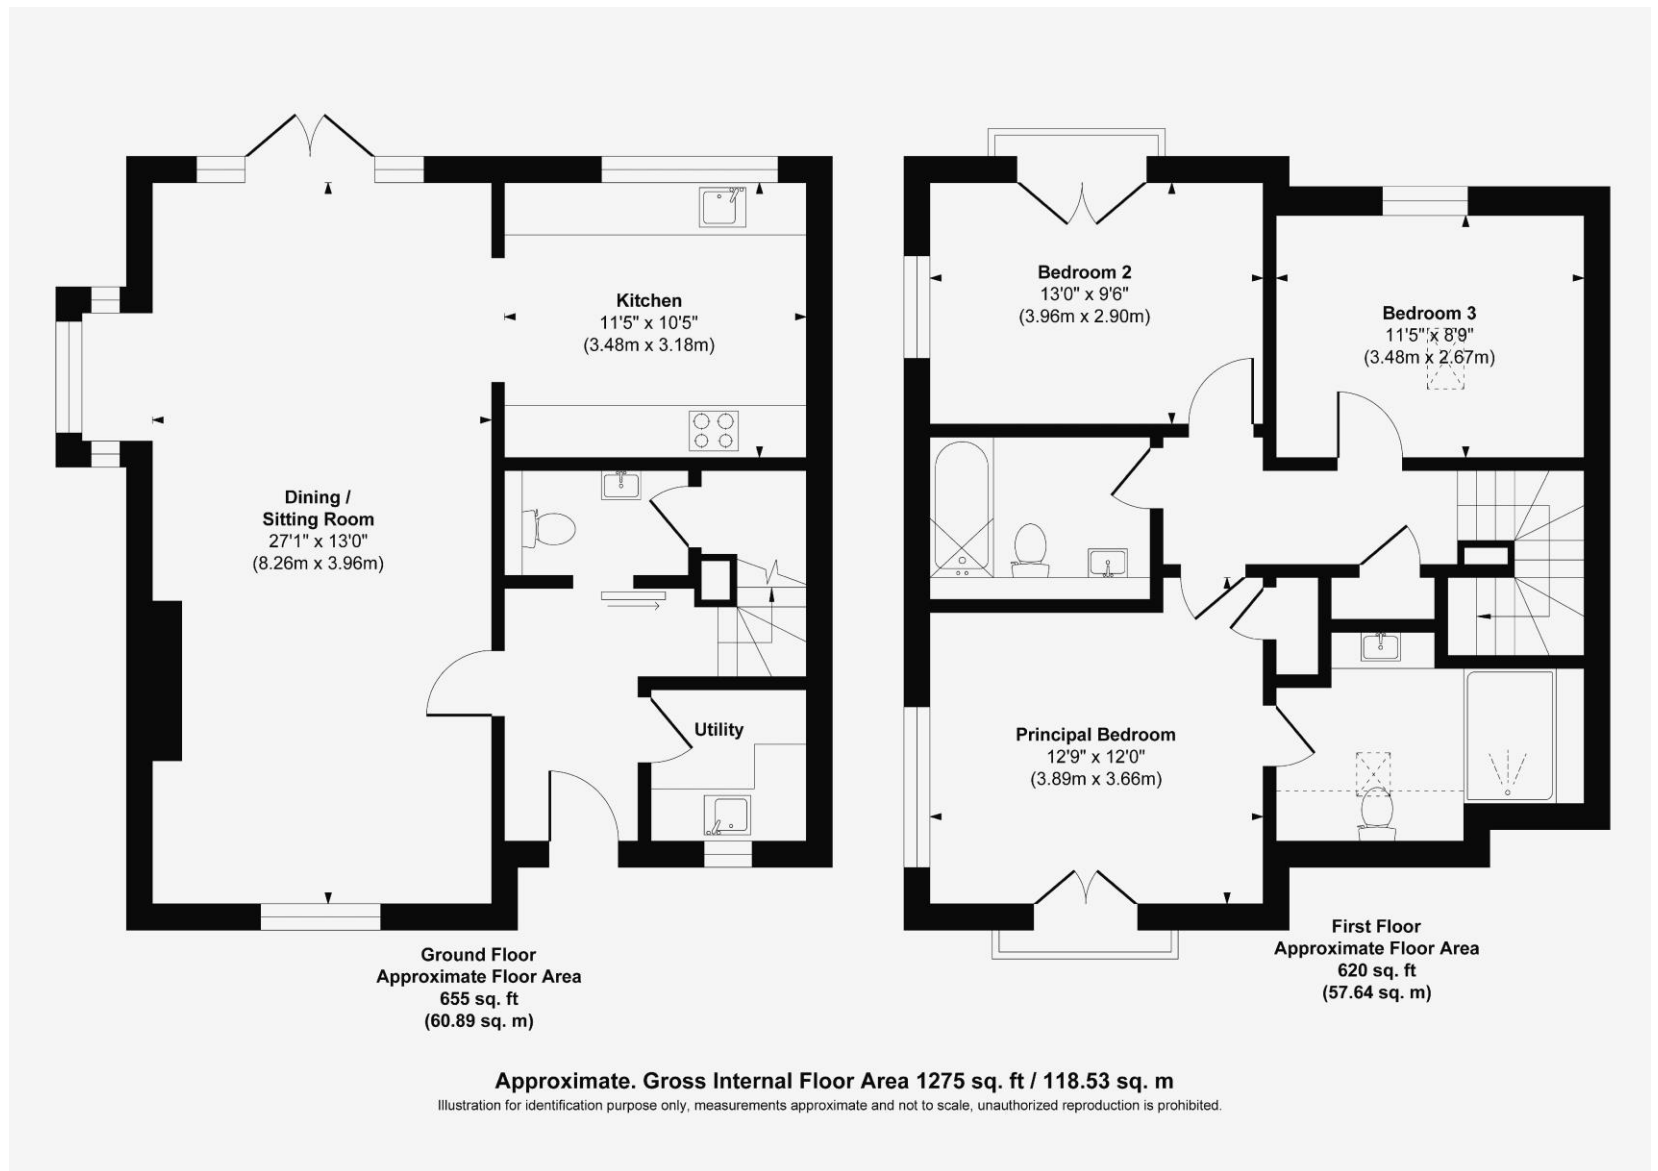 Kitchen
11'5" x 10'5"
(3.48m x 3.18m)
Dining /
Sitting Room
27'1" x 13'0"
(8.26m x 3.96m)
Utility
Ground Floor
Approximate Floor Area
655 sq. ft
(60.89 sq. m)
Bedroom 2
13'0" x 9'6"
(3.96m x 2.90m)
Bedroom 3
11'5" x 8'9"
(3.48m x 2.67m)
Principal Bedroom
12'9" x 12'0"
(3.89m x 3.66m)
First Floor
Approximate Floor Area
620 sq. ft
(57.64 sq. m)
Approximate. Gross Internal Floor Area 1275 sq. ft / 118.53 sq. m
Illustration for identification purpose only, measurements approximate and not to scale, unauthorized reproduction is prohibited.